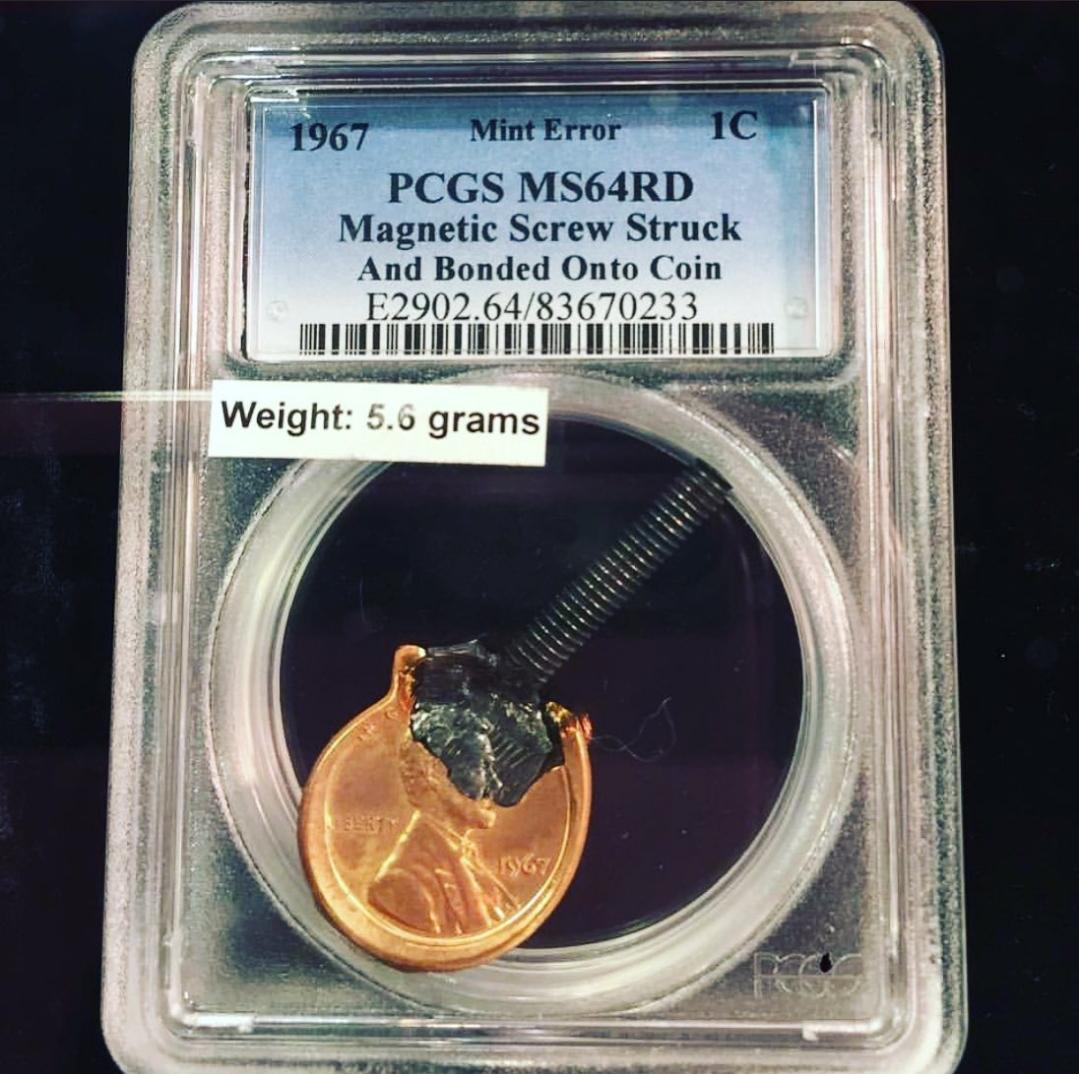 1967 Mint Error 1C
PCGS MS64RD
Magnetic Screw Struck
And Bonded Onto Coin
E2902.64/83670233
Weight: 5.6 grams
LIBERTY
1967
PCGS